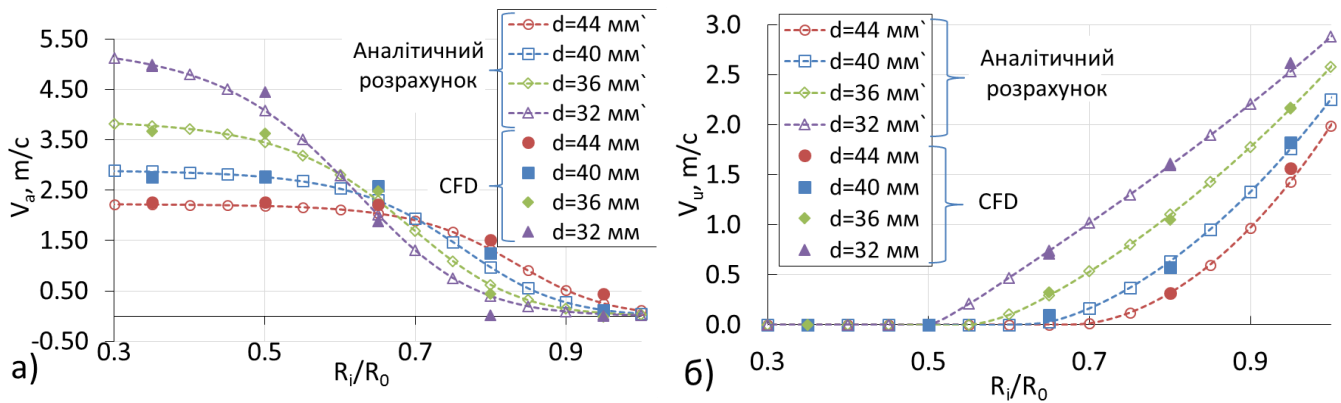 5.50
4.50
3.50
2.50
1.50
0.50
-0.50
Vₐ, m/c
0.3
0.5
0.7
0.9
Rᵢ/R₀
а)
Аналітичний
розрахунок
CFD
d=44 мм`
d=40 мм`
d=36 мм`
d=32 мм`
d=44 мм
d=40 мм
d=36 мм
d=32 мм
3.0
2.5
2.0
1.5
1.0
0.5
0.0
Vᵤ, m/c
0.3
0.5
0.7
0.9
Rᵢ/R₀
б)
d=44 мм`
d=40 мм`
d=36 мм`
d=32 мм`
d=44 мм
d=40 мм
d=36 мм
d=32 мм
Аналітичний
розрахунок
CFD